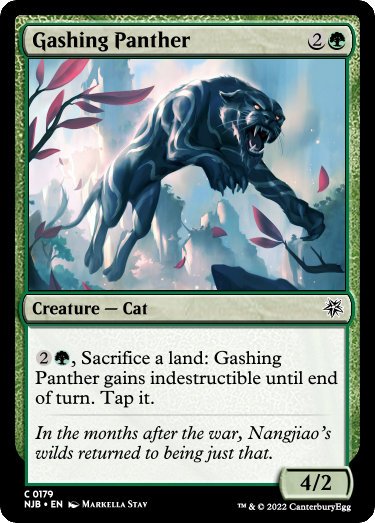 Gashing Panther 2
Creature — Cat
2, Sacrifice a land: Gashing
Panther gains indestructible until end
of turn. Tap it.
In the months after the war, Nangjiao's
wilds returned to being just that.
4/2
C 0179
NJB • EN Markella Stav
™ & © 2022 CanterburyEgg